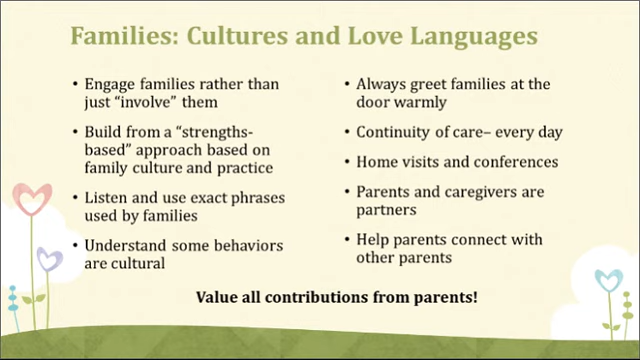 Families: Cultures and Love Languages
• Engage families rather than
just “involve” them
• Build from a “strengths-
based” approach based on
family culture and practice
• Listen and use exact phrases
used by families
• Understand some behaviors
are cultural
• Always greet families at the
door warmly
• Continuity of care– every day
• Home visits and conferences
• Parents and caregivers are
partners
• Help parents connect with
other parents
Value all contributions from parents!